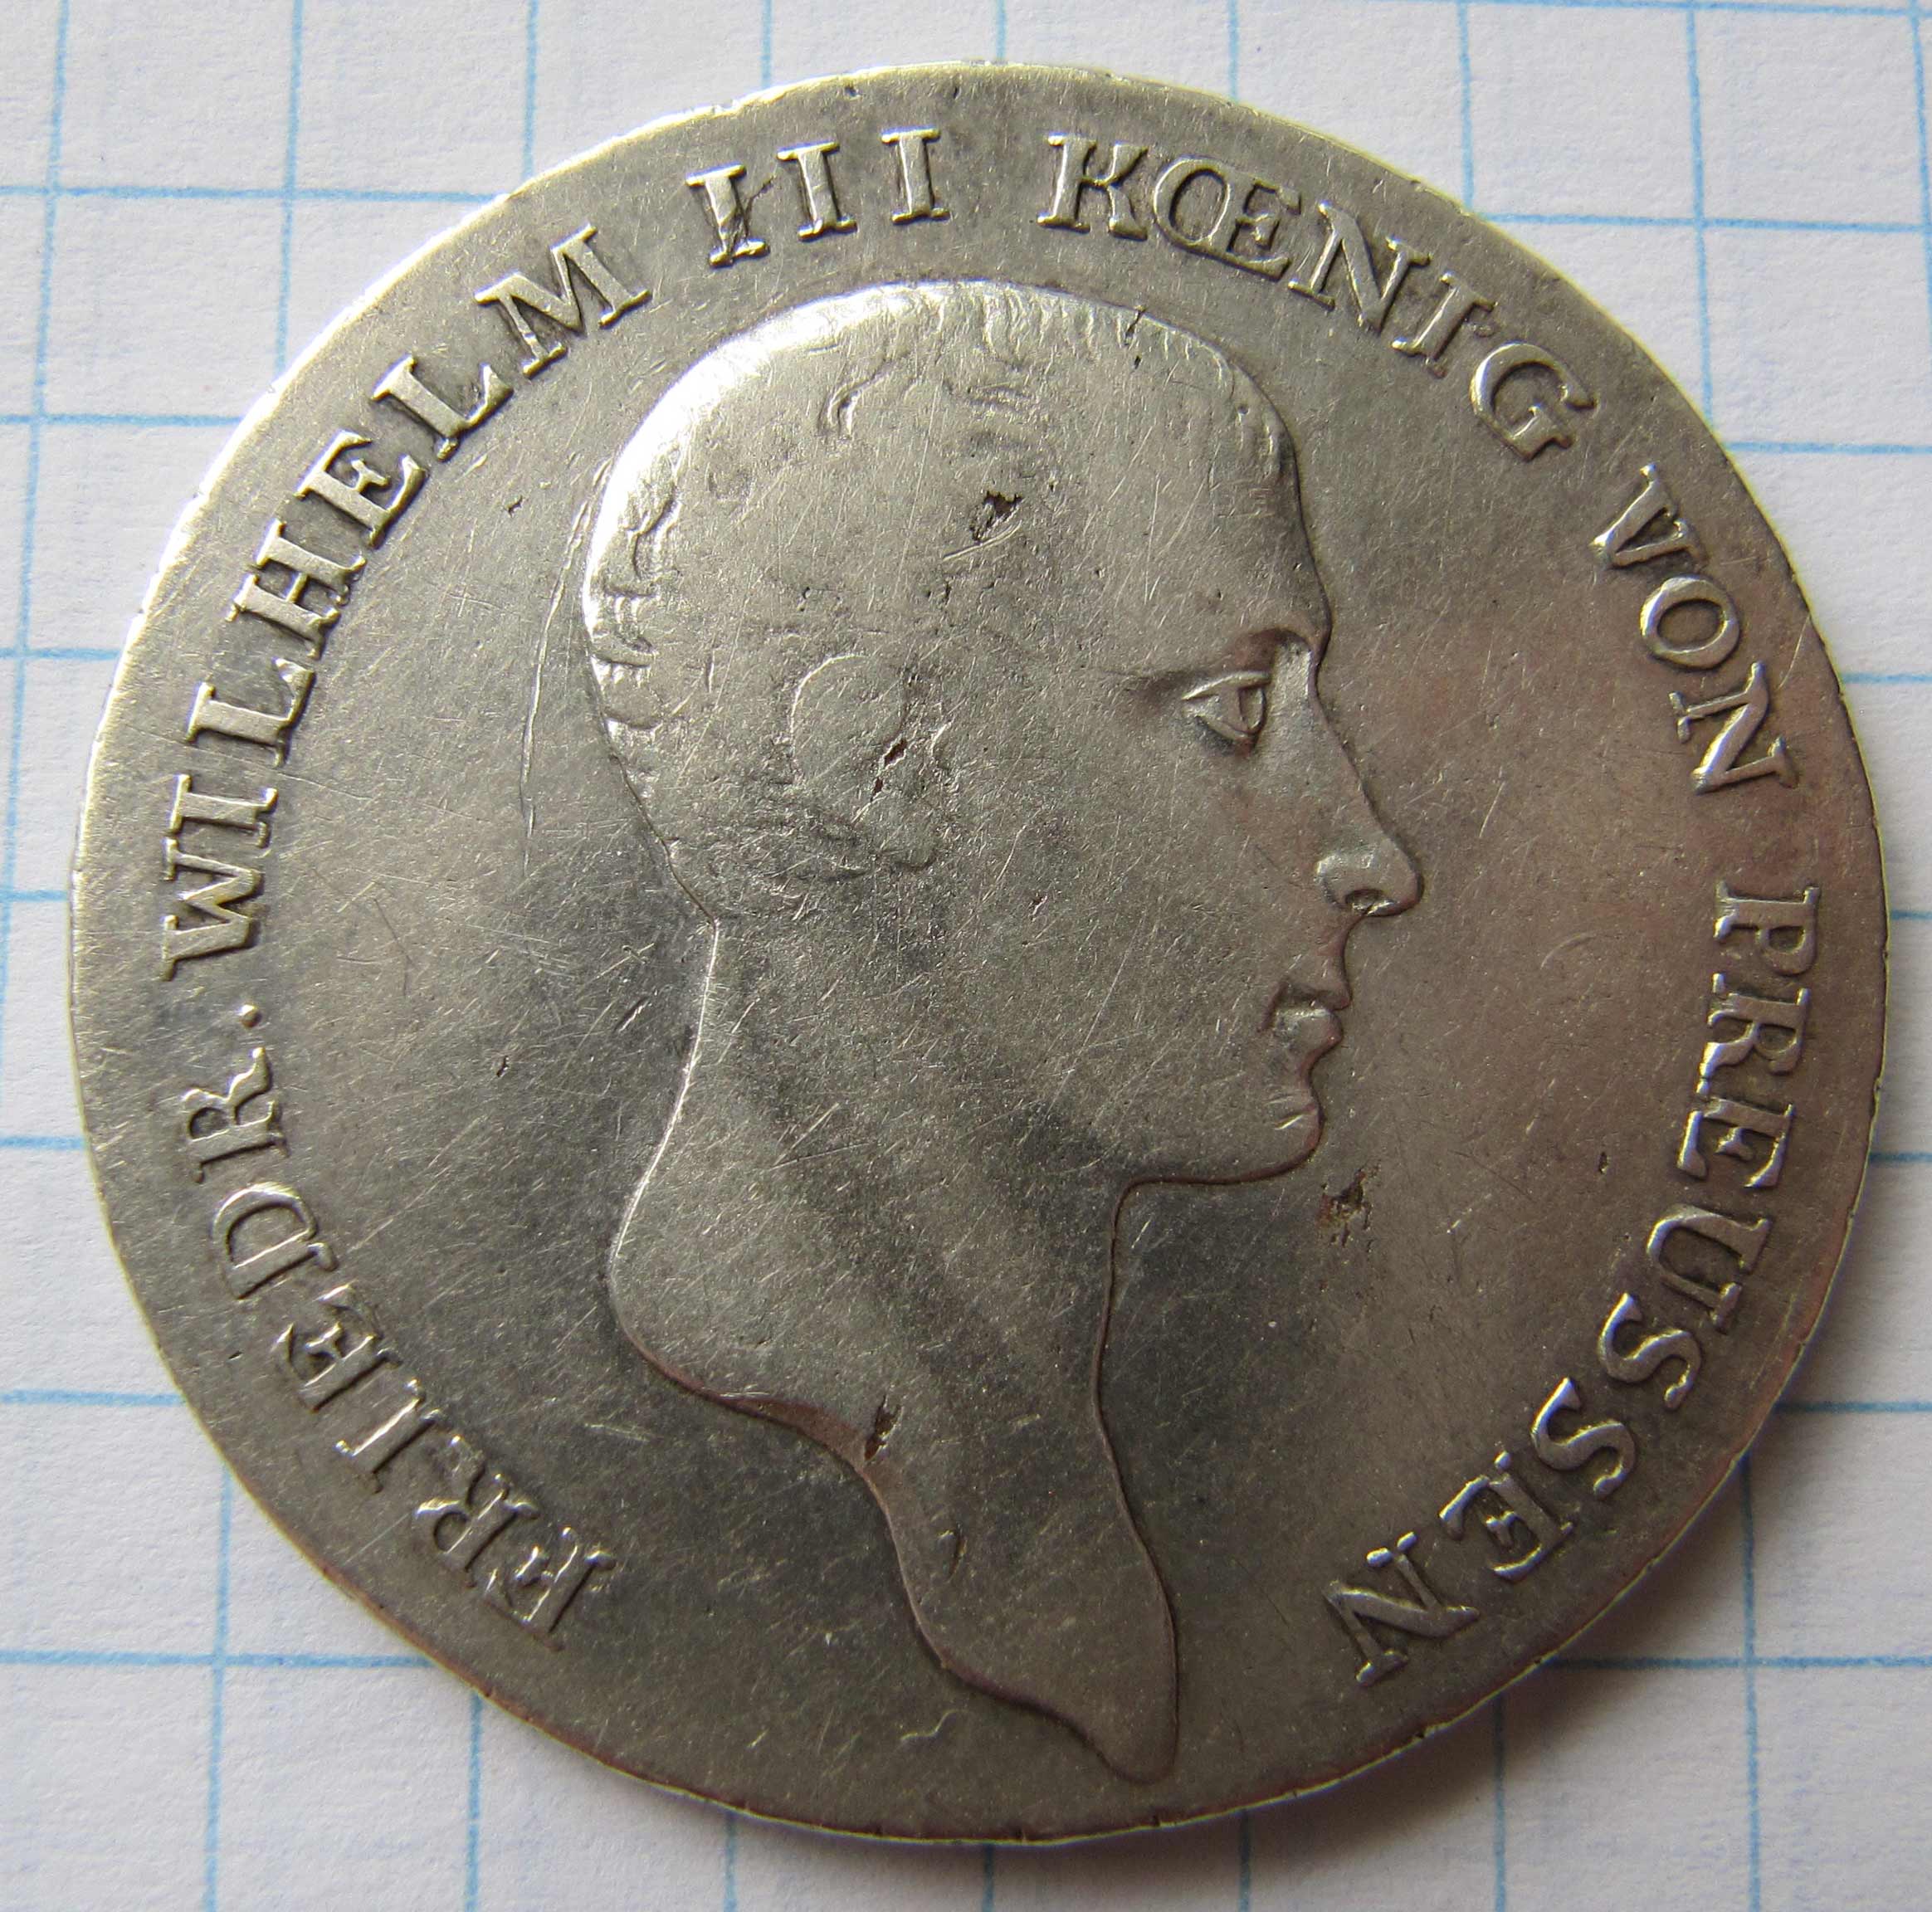 FRIEDR. WILHELM III KŒNIG VON PREUSSEN